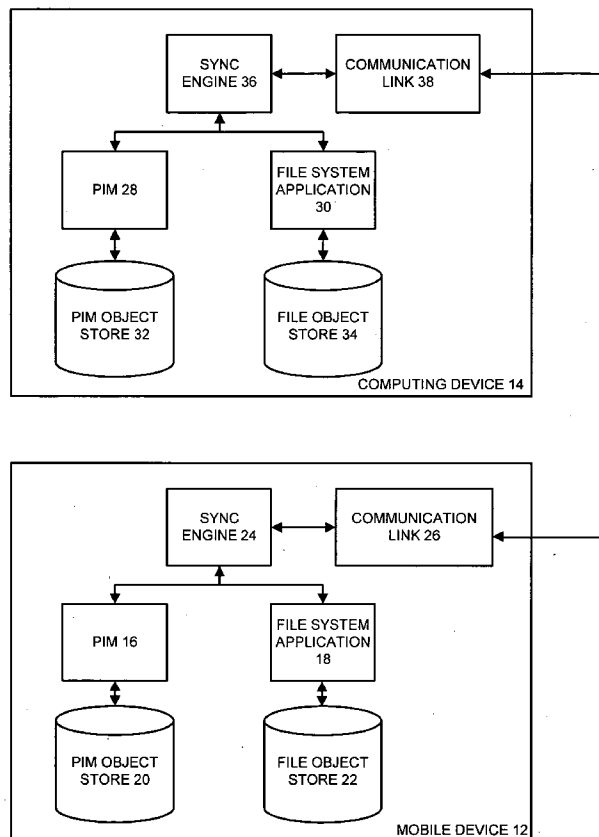 SYNC
ENGINE 36
COMMUNICATION
LINK 38
PIM 28
FILE SYSTEM
APPLICATION
30
PIM OBJECT
STORE 32
FILE OBJECT
STORE 34
COMPUTING DEVICE 14
SYNC
ENGINE 24
COMMUNICATION
LINK 26
PIM 16
FILE SYSTEM
APPLICATION
18
PIM OBJECT
STORE 20
FILE OBJECT
STORE 22
MOBILE DEVICE 12